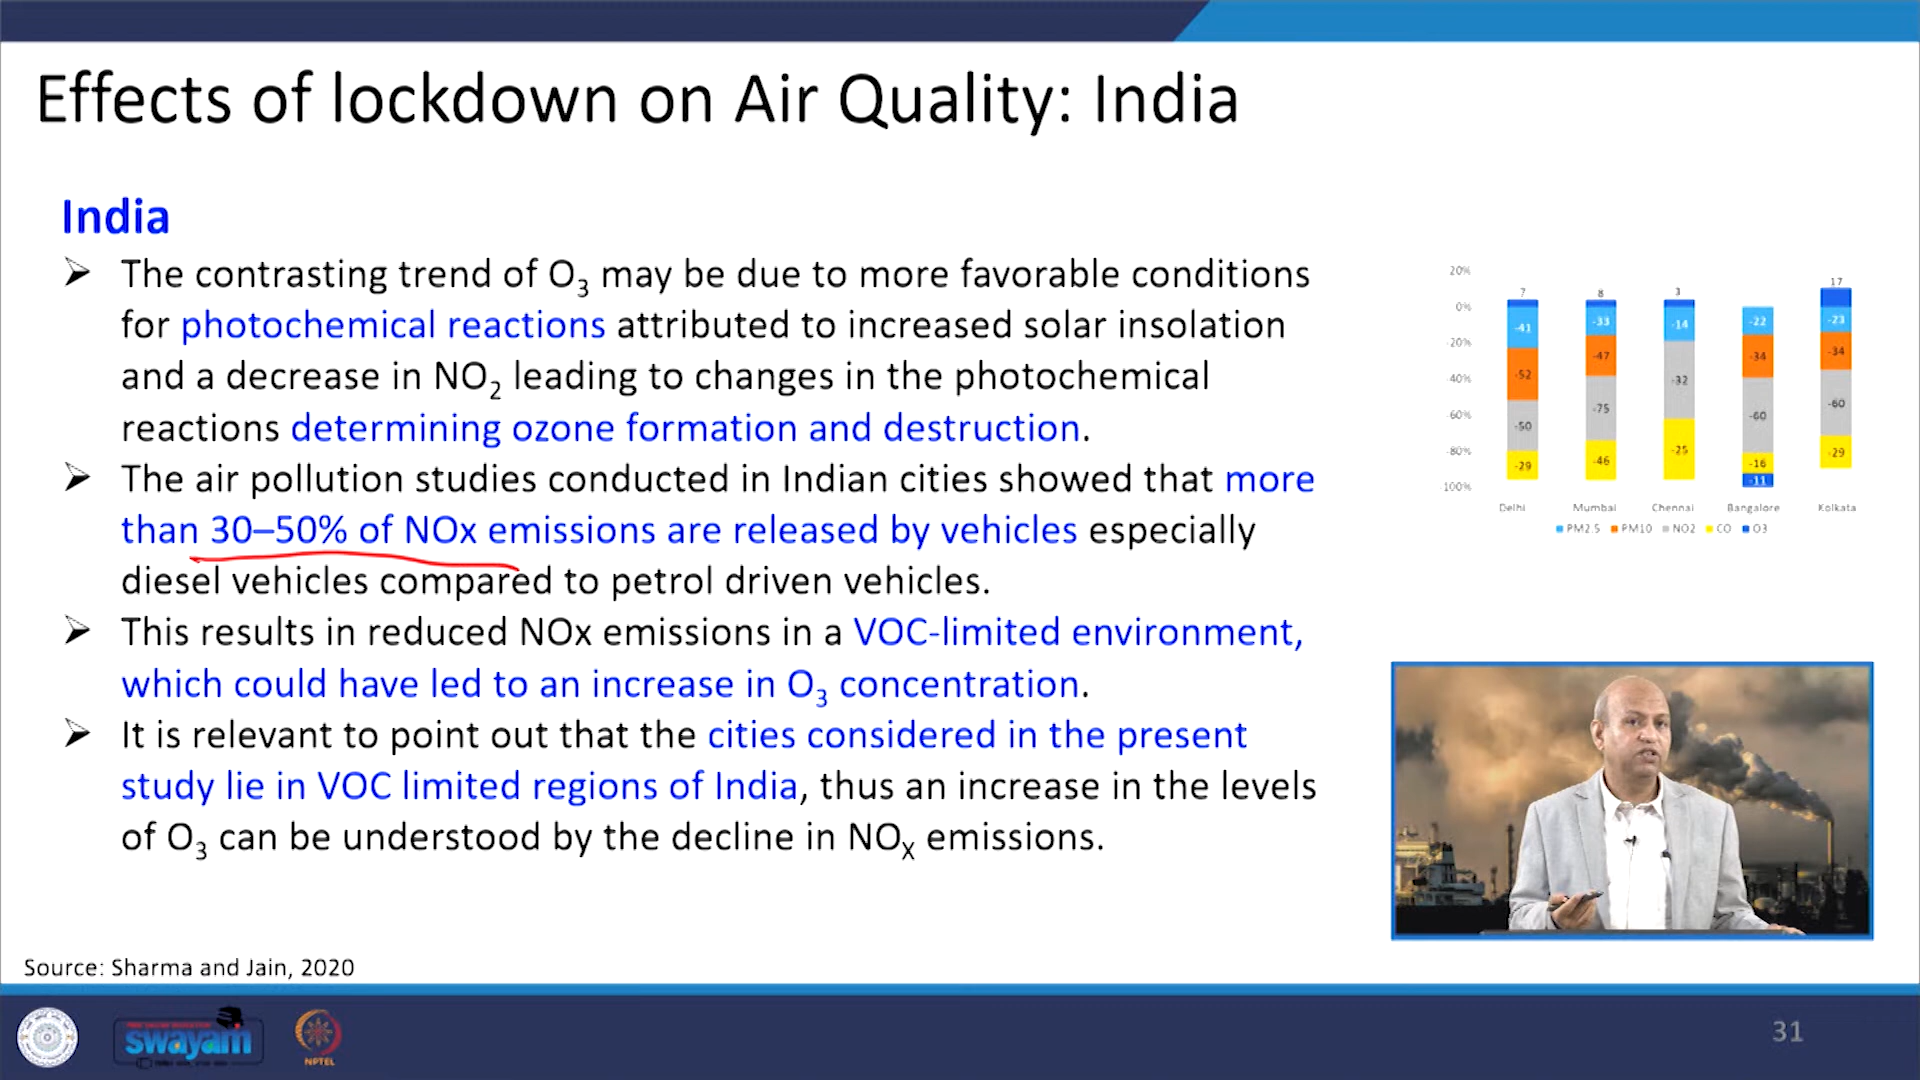 Effects of lockdown on Air Quality: India
India
➢ The contrasting trend of O3 may be due to more favorable conditions
for photochemical reactions attributed to increased solar insolation
and a decrease in NO2 leading to changes in the photochemical
reactions determining ozone formation and destruction.
➢ The air pollution studies conducted in Indian cities showed that more
than 30–50% of NOx emissions are released by vehicles especially
diesel vehicles compared to petrol driven vehicles.
➢ This results in reduced NOx emissions in a VOC-limited environment,
which could have led to an increase in O3 concentration.
➢ It is relevant to point out that the cities considered in the present
study lie in VOC limited regions of India, thus an increase in the levels
of O3 can be understood by the decline in NOX emissions.
20%
0%
20%
40%
60%
80%
100%
7 8 3 17
-41 -33 -14 -22 -23
-52 -47 -34 -34
-50 -75 -32 -60 -60
-29 -46 -25 -16 -29
-11
Delhi Mumbai Chennai Bangalore Kolkata
PM2.5 PM10 NO2 CO O3
Source: Sharma and Jain, 2020
swayam
NPTEL
31